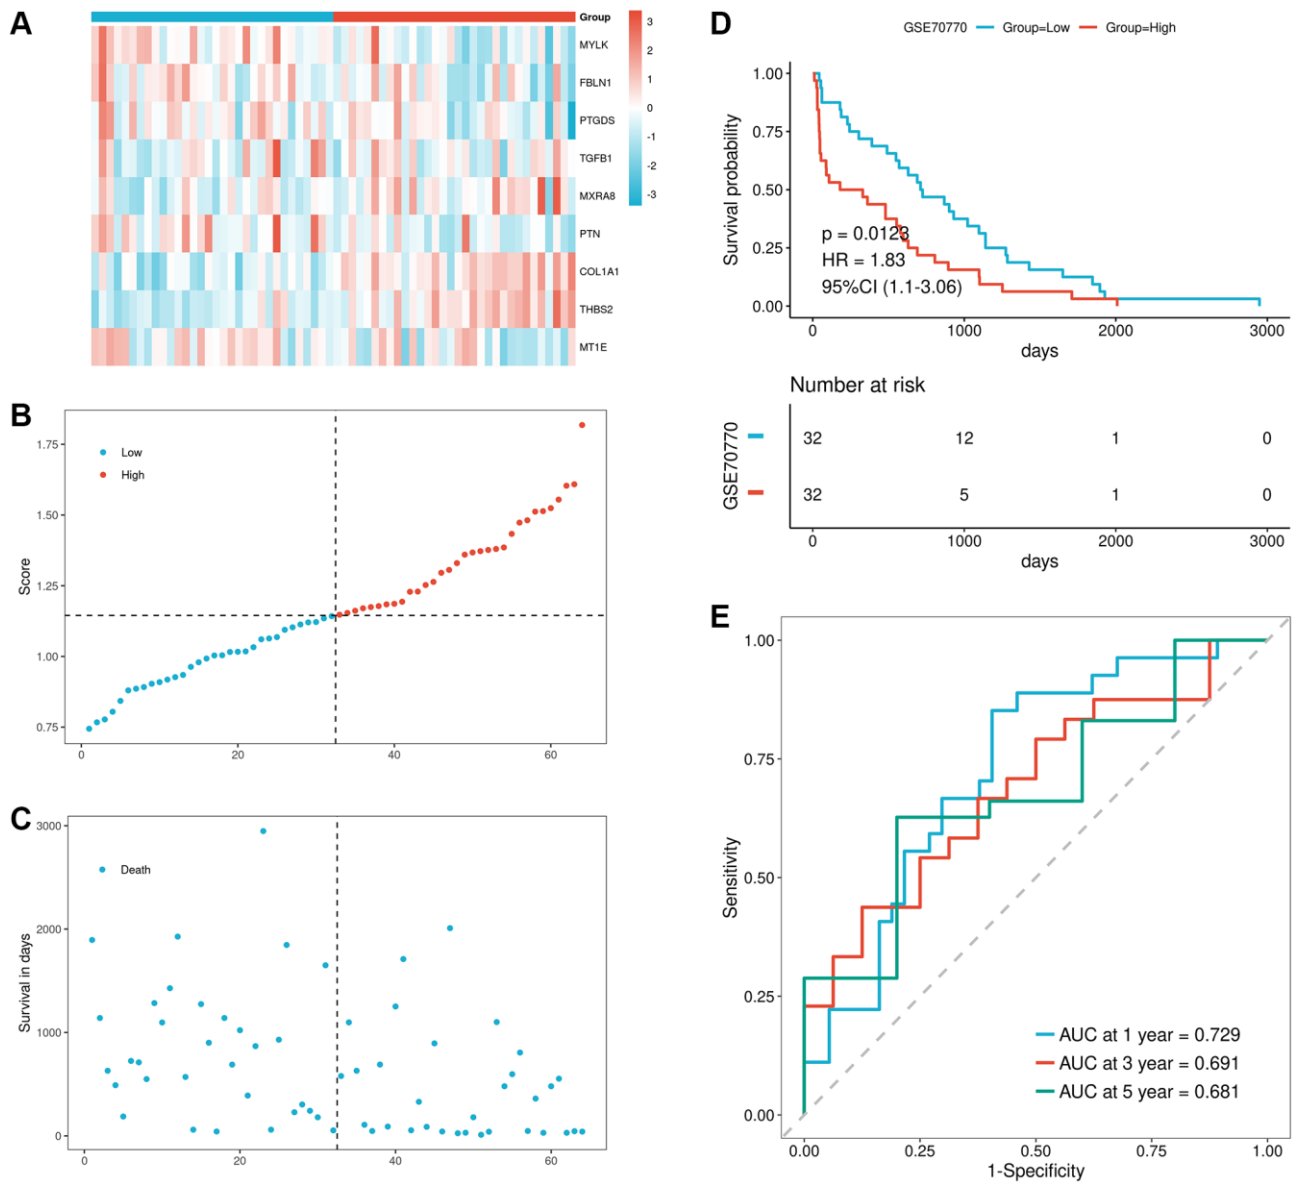 A
Group
MYLK
FBLN1
PTGDS
TGFB1
MXRA8
PTN
COL1A1
THBS2
MT1E
3
2
1
0
-1
-2
-3
B
Score
1.75
1.50
1.25
1.00
0.75
Low
High
0 20 40 60
C
Survival in days
3000
2000
1000
0
Death
0 20 40 60
D
GSE70770 Group=Low Group=High
Survival probability
1.00
0.75
0.50
0.25
0.00
p = 0.0123
HR = 1.83
95%CI (1.1-3.06)
0 1000 2000 3000
days
Number at risk
GSE70770
32 12 1 0
32 5 1 0
0 1000 2000 3000
days
E
Sensitivity
1.00
0.75
0.50
0.25
0.00
AUC at 1 year = 0.729
AUC at 3 year = 0.691
AUC at 5 year = 0.681
0.00 0.25 0.50 0.75 1.00
1-Specificity